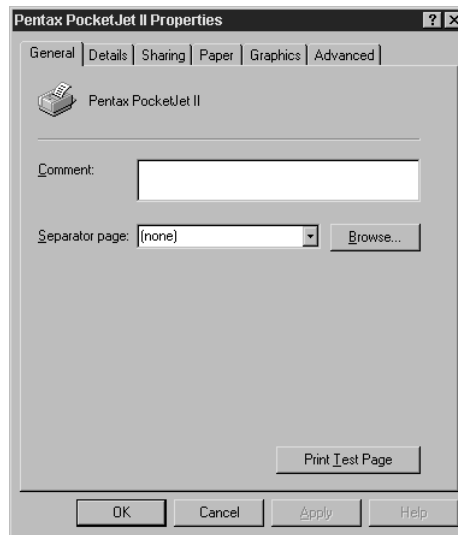 Pentax PocketJet II Properties ? ×
General Details Sharing Paper Graphics Advanced
Pentax PocketJet II
Comment:
Separator page: (none) Browse...
Print Test Page
OK Cancel Apply Help